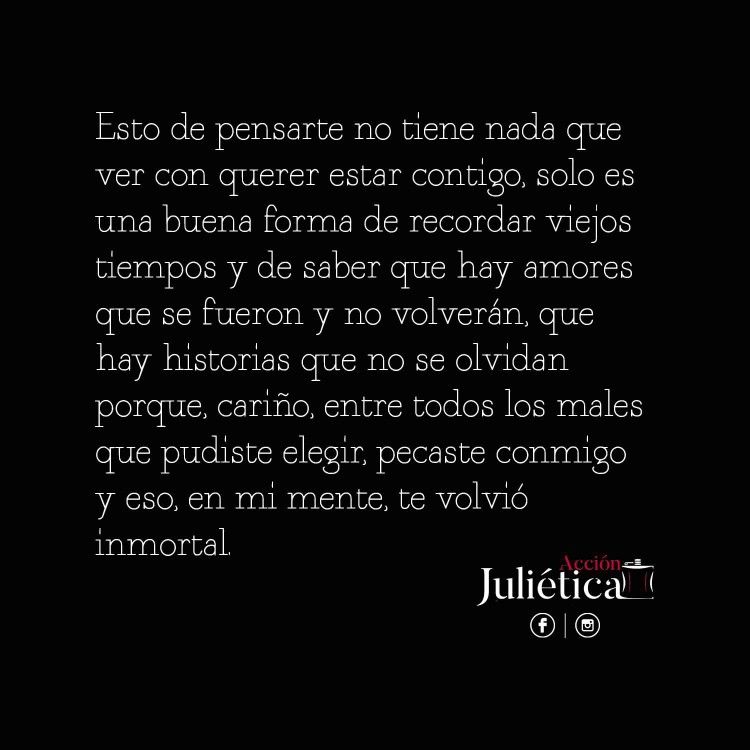 Esto de pensarte no tiene nada que
ver con querer estar contigo, solo es
una buena forma de recordar viejos
tiempos y de saber que hay amores
que se fueron y no volverán, que
hay historias que no se olvidan
porque, cariño, entre todos los males
que pudiste elegir, pecaste conmigo
y eso, en mi mente, te volvió
inmortal.
Acción
Juliética